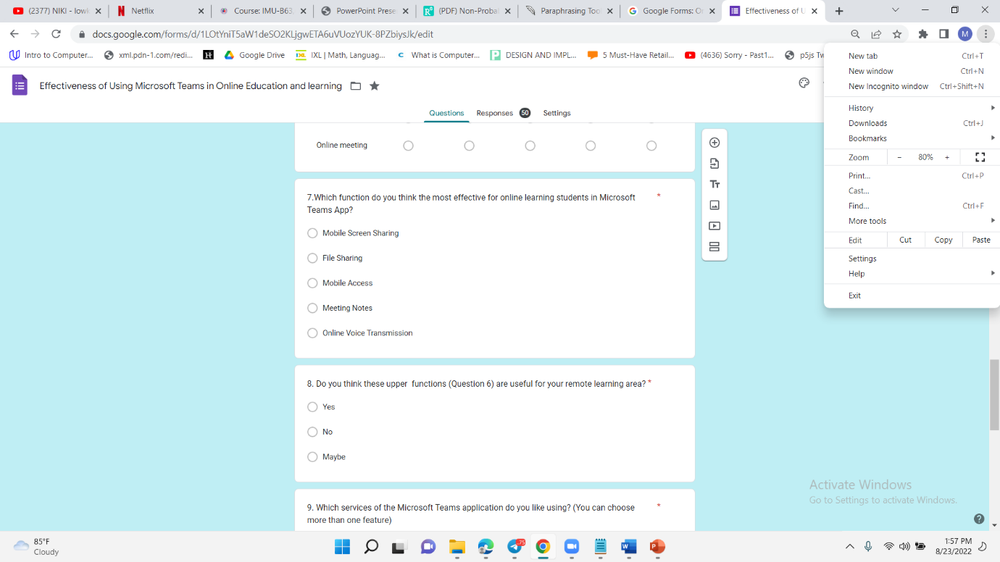 (2377) NIKI - lowl
Netflix
Course: IMU-B63
PowerPoint Prese
(PDF) Non-Probal
Paraphrasing Too
Google Forms: O
Effectiveness of U
docs.google.com/forms/d/1LOtYniT5aW1deSO2KLjgwETA6uVUozYUK-8PZbiysJk/edit
M
Intro to Computer...
xml.pdn-1.com/redi...
Google Drive
IXL | Math, Languag...
What is Computer...
DESIGN AND IMPL...
5 Must-Have Retail...
(4636) Sorry - Past1...
p5js Tw
Effectiveness of Using Microsoft Teams in Online Education and learning
Questions
Responses 50
Settings
Online meeting
7.Which function do you think the most effective for online learning students in Microsoft *
Teams App?
Mobile Screen Sharing
File Sharing
Mobile Access
Meeting Notes
Online Voice Transmission
8. Do you think these upper functions (Question 6) are useful for your remote learning area? *
Yes
No
Maybe
9. Which services of the Microsoft Teams application do you like using? (You can choose *
more than one feature)
New tab Ctrl+T
New window Ctrl+N
New Incognito window Ctrl+Shift+N
History
Downloads Ctrl+J
Bookmarks
Zoom - 80% +
Print... Ctrl+P
Cast...
Find... Ctrl+F
More tools
Edit Cut Copy Paste
Settings
Help
Exit
Activate Windows
Go to Settings to activate Windows.
85°F
Cloudy
1:57 PM
8/23/2022